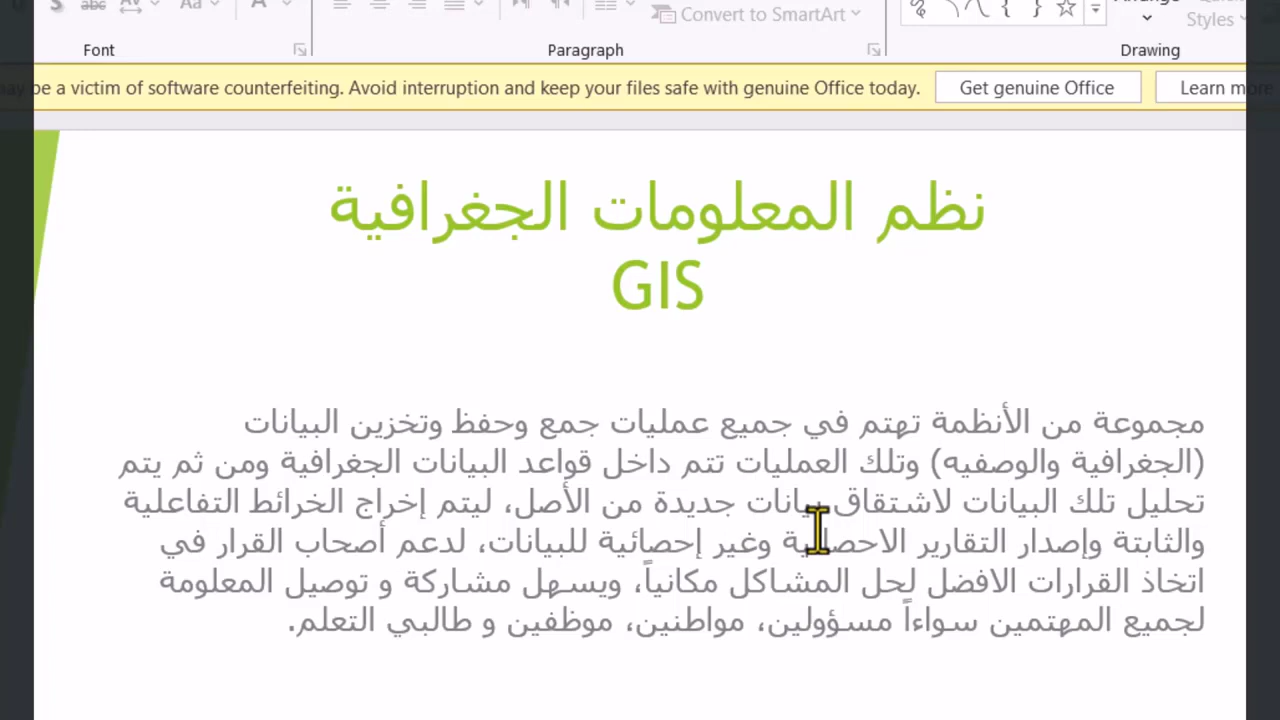 abc
Aa
Convert to SmartArt
Styles
Font
Paragraph
Drawing
be a victim of software counterfeiting. Avoid interruption and keep your files safe with genuine Office today.
Get genuine Office
Learn more
نظم المعلومات الجغرافية
GIS
مجموعة من الأنظمة تهتم في جميع عمليات جمع وحفظ وتخزين البيانات
(الجغرافية والوصفيه) وتلك العمليات تتم داخل قواعد البيانات الجغرافية ومن ثم يتم
تحليل تلك البيانات لاشتقاق بيانات جديدة من الأصل، ليتم إخراج الخرائط التفاعلية
والثابتة وإصدار التقارير الاحصائية وغير إحصائية للبيانات، لدعم أصحاب القرار في
اتخاذ القرارات الافضل لحل المشاكل مكانياً، ويسهل مشاركة و توصيل المعلومة
لجميع المهتمين سواءاً مسؤولين، مواطنين، موظفين و طالبي التعلم.